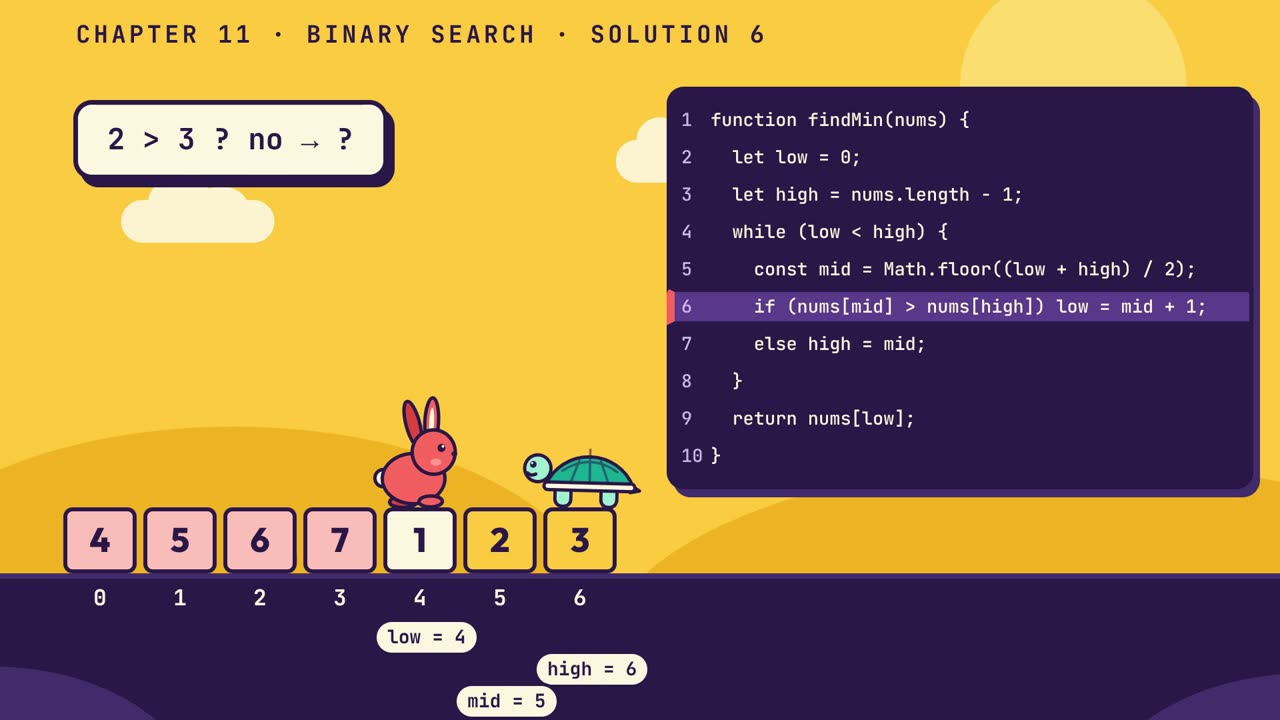 CHAPTER 11 · BINARY SEARCH · SOLUTION 6
2 > 3 ? no → ?
1 function findMin(nums) {
2 let low = 0;
3 let high = nums.length - 1;
4 while (low < high) {
5 const mid = Math.floor((low + high) / 2);
6 if (nums[mid] > nums[high]) low = mid + 1;
7 else high = mid;
8 }
9 return nums[low];
10 }
4 5 6 7 1 2 3
0 1 2 3 4 5 6
low = 4
high = 6
mid = 5